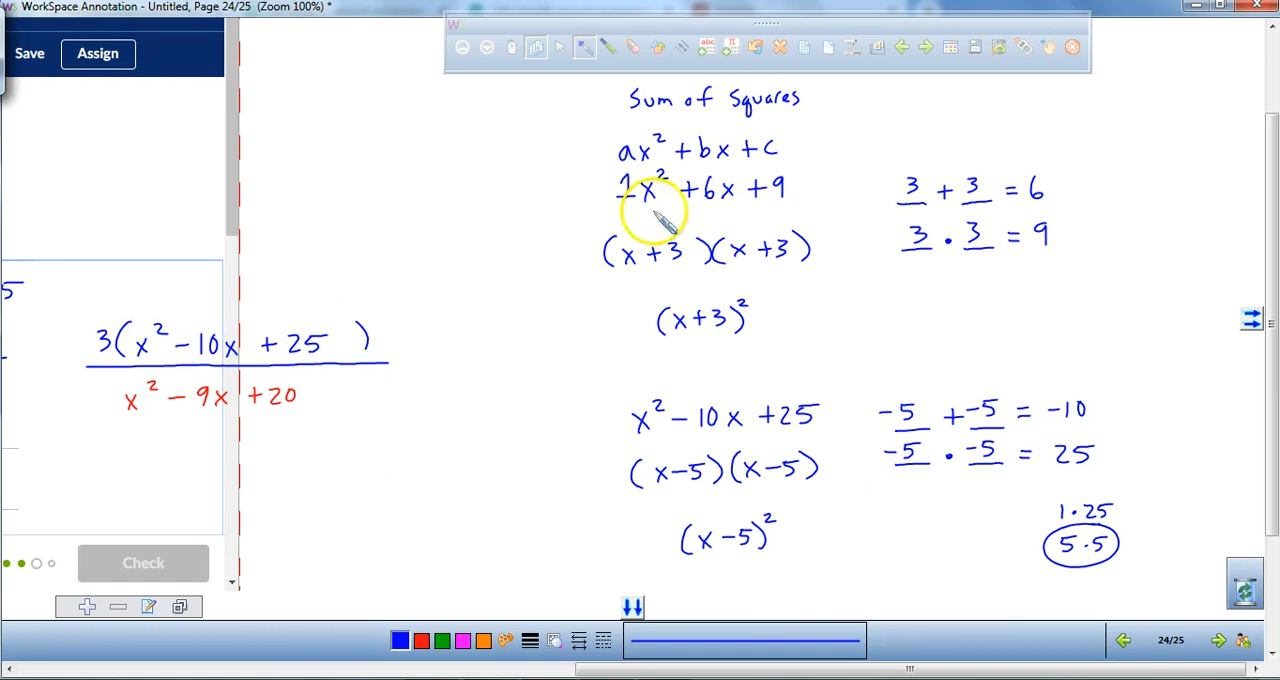 WorkSpace Annotation - Untitled, Page 24/25 (Zoom 100%) *
Save
Assign
Sum of Squares
ax² + bx + c
1x² + 6x + 9
3 + 3 = 6
3 · 3 = 9
(x + 3 )(x + 3 )
(x + 3)²
5
3(x² - 10x + 25 )
x² - 9x + 20
x² - 10x + 25
-5 + -5 = -10
-5 · -5 = 25
(x - 5)(x - 5)
(x - 5)²
1 · 25
5 · 5
Check
24/25